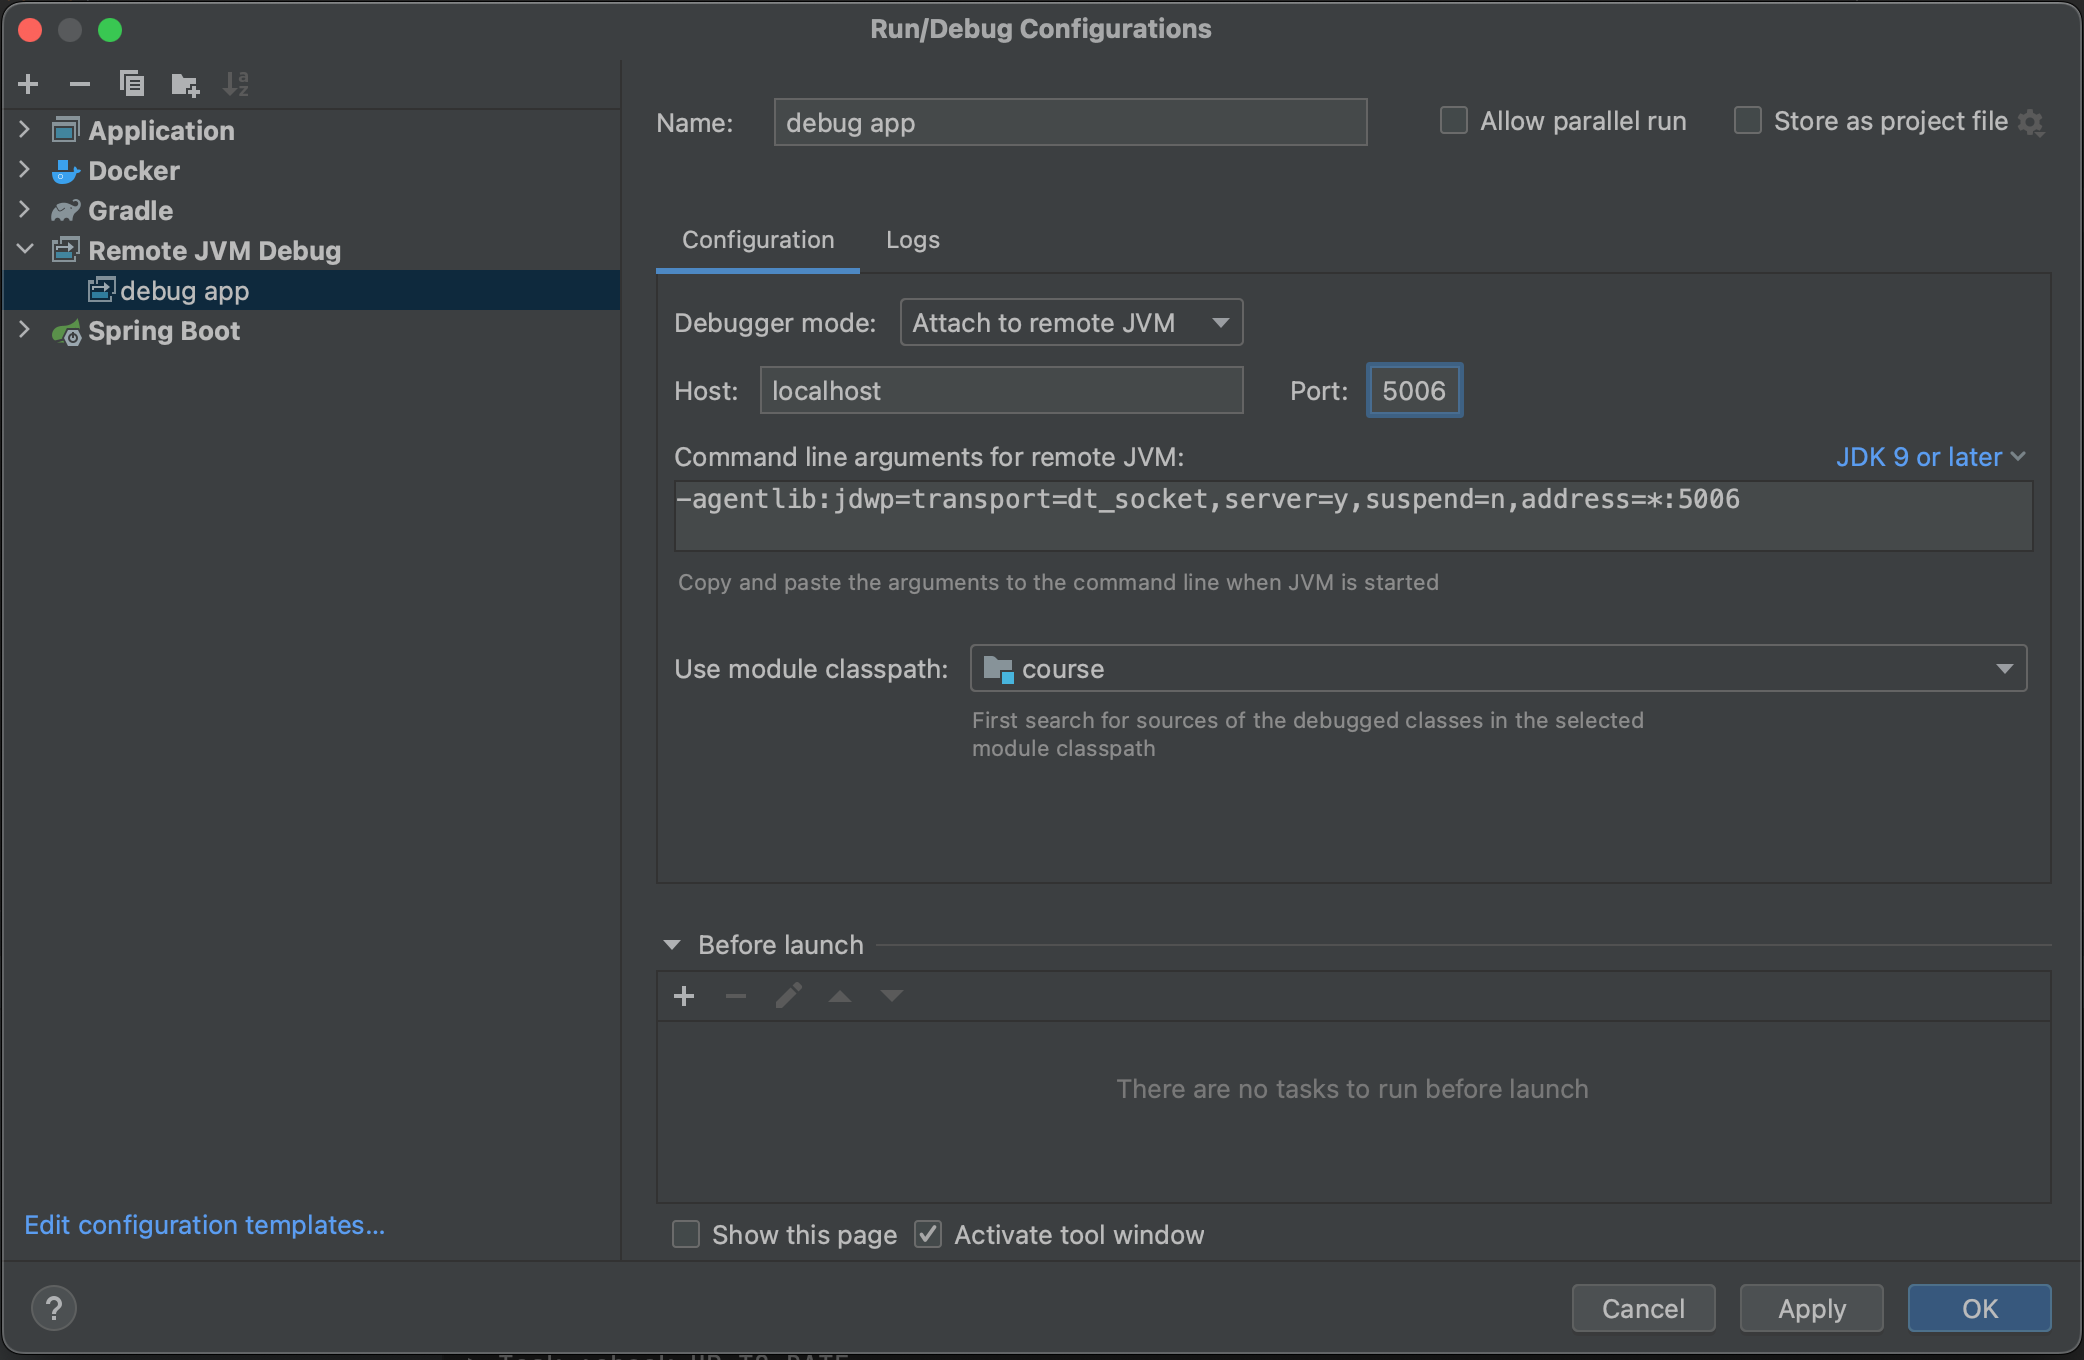 Run/Debug Configurations
Application
Docker
Gradle
Remote JVM Debug
debug app
Spring Boot
Edit configuration templates...
Name: debug app
Allow parallel run
Store as project file
Configuration
Logs
Debugger mode: Attach to remote JVM
Host: localhost
Port: 5006
Command line arguments for remote JVM:
JDK 9 or later
-agentlib:jdwp=transport=dt_socket,server=y,suspend=n,address=*:5006
Copy and paste the arguments to the command line when JVM is started
Use module classpath: course
First search for sources of the debugged classes in the selected
module classpath
Before launch
There are no tasks to run before launch
Show this page
Activate tool window
?
Cancel
Apply
OK